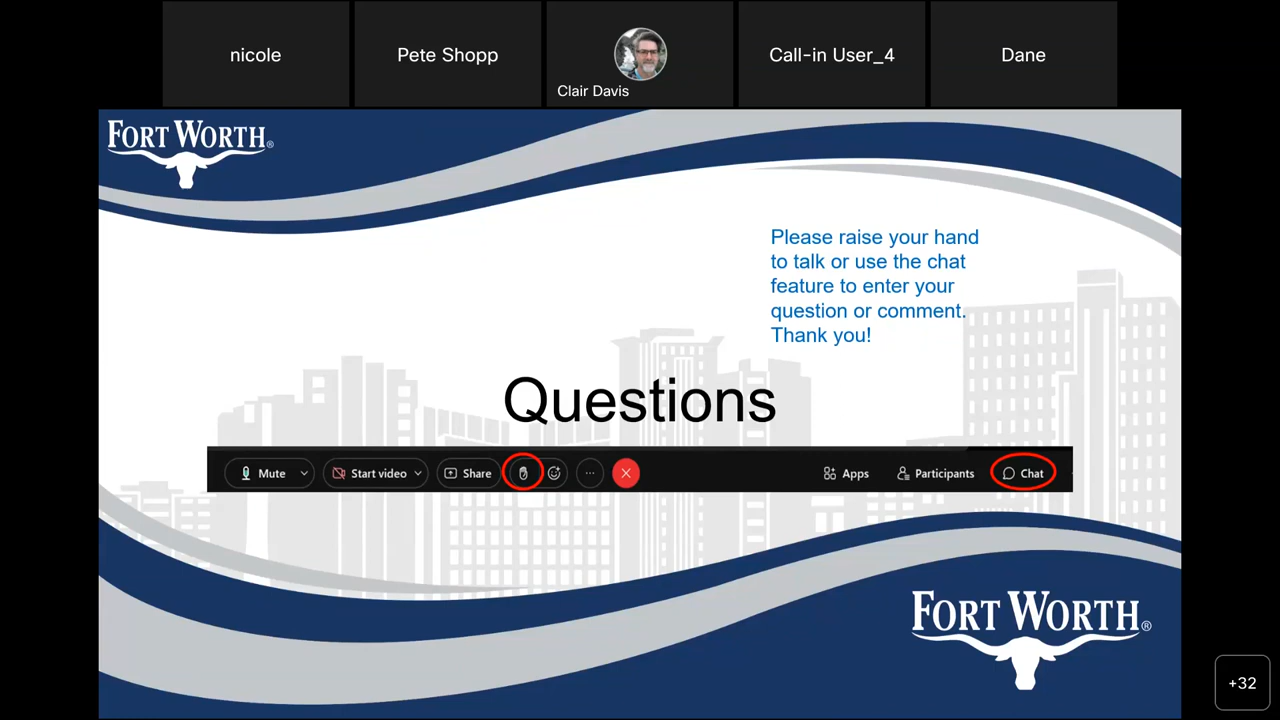 nicole
Pete Shopp
Clair Davis
Call-in User_4
Dane
FORT WORTH®
Please raise your hand
to talk or use the chat
feature to enter your
question or comment.
Thank you!
Questions
Mute
Start video
Share
Apps
Participants
Chat
FORT WORTH®
+32